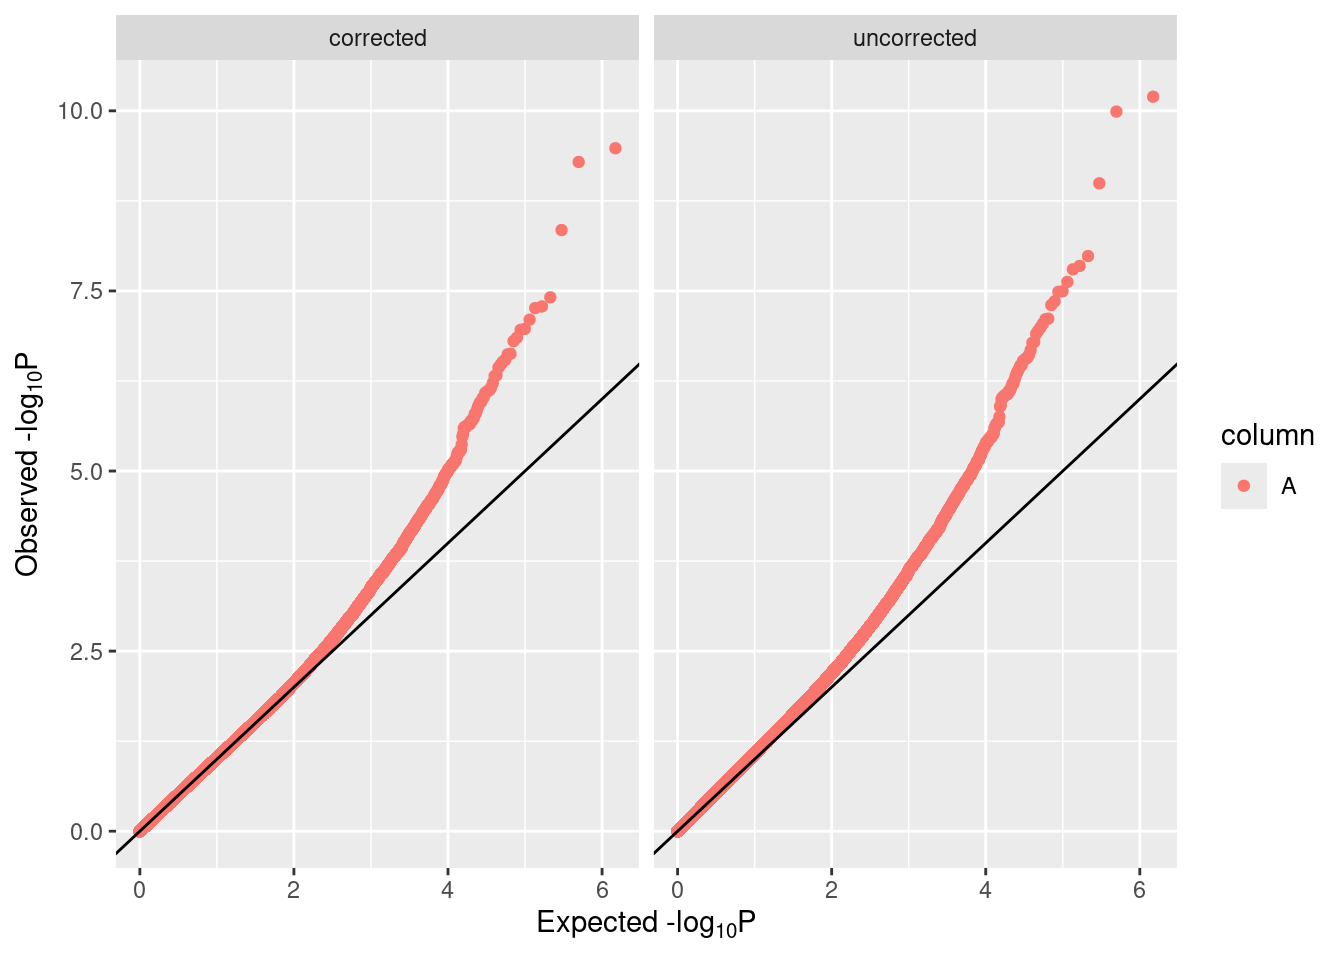 corrected
uncorrected
10.0
7.5
5.0
2.5
0.0
Observed -log₁₀P
0 2 4 6
0 2 4 6
Expected -log₁₀P
column
A